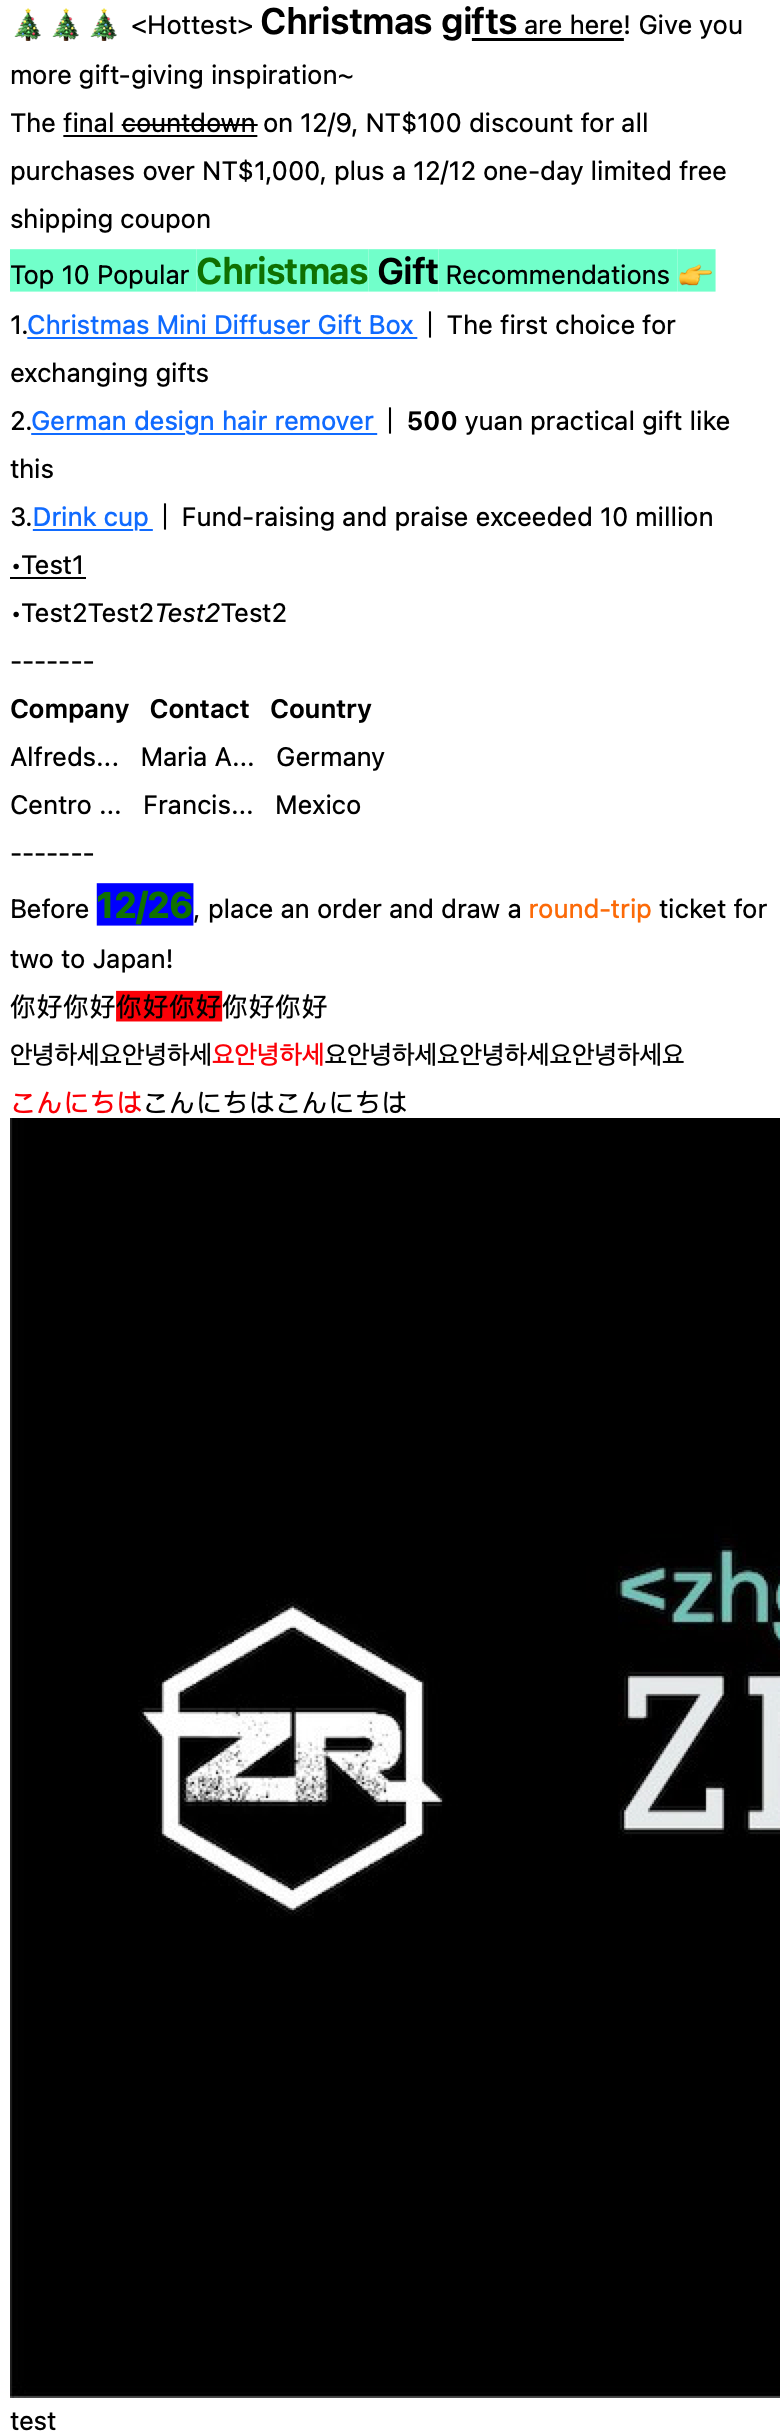 🎄🎄🎄 <Hottest> Christmas gifts are here! Give you
more gift-giving inspiration~
The final countdown on 12/9, NT$100 discount for all
purchases over NT$1,000, plus a 12/12 one-day limited free
shipping coupon
Top 10 Popular Christmas Gift Recommendations 👉
1.Christmas Mini Diffuser Gift Box｜The first choice for
exchanging gifts
2.German design hair remover｜500 yuan practical gift like
this
3.Drink cup｜Fund-raising and praise exceeded 10 million
•Test1
•Test2Test2Test2Test2
-------
Company Contact Country
Alfreds... Maria A... Germany
Centro ... Francis... Mexico
-------
Before 12/26, place an order and draw a round-trip ticket for
two to Japan!
你好你好你好你好你好你好
안녕하세요안녕하세요안녕하세요안녕하세요안녕하세요안녕하세요
こんにちはこんにちはこんにちは
<zh
ZR
Z
test